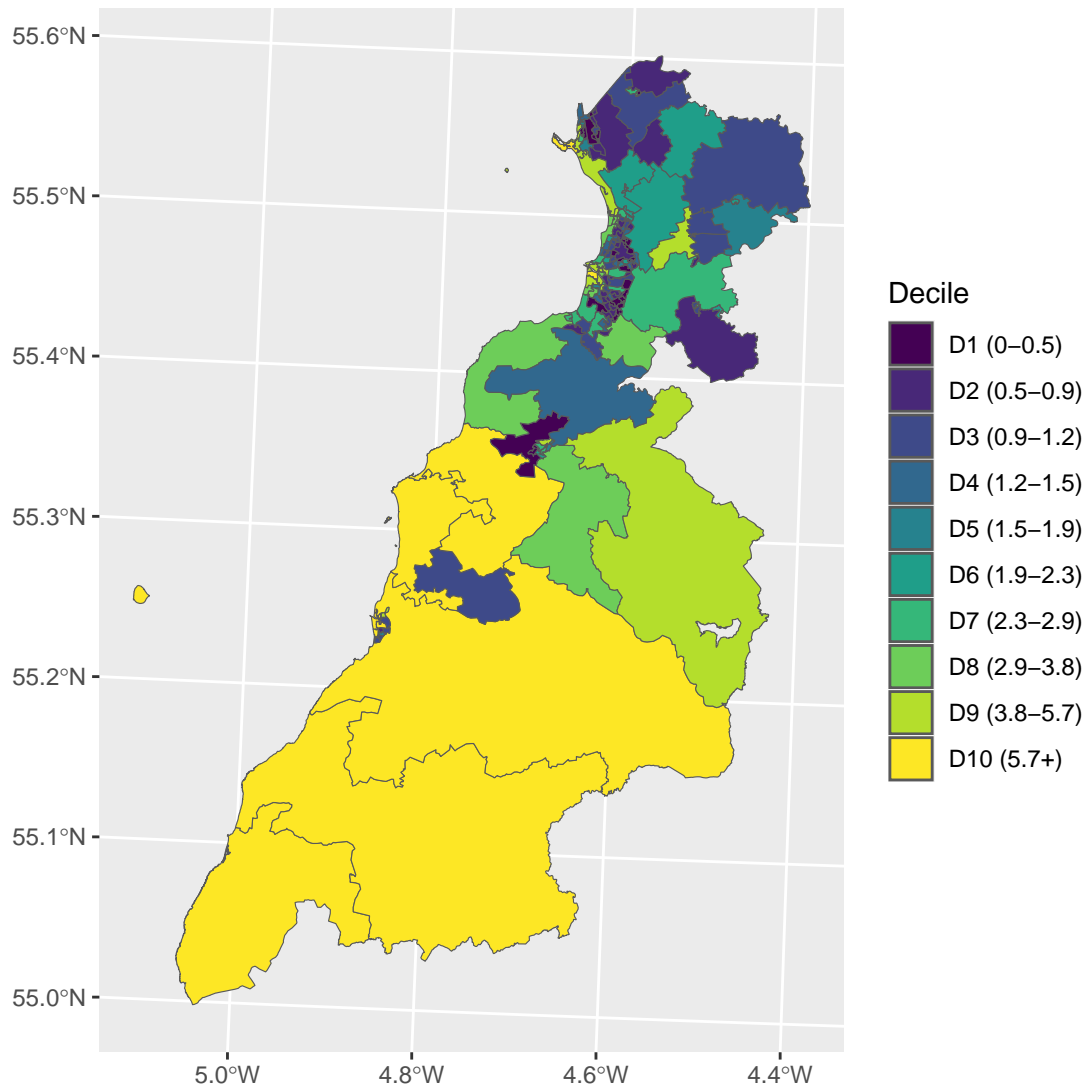 55.6°N
55.5°N
55.4°N
55.3°N
55.2°N
55.1°N
55.0°N
5.0°W 4.8°W 4.6°W 4.4°W
Decile
D1 (0−0.5)
D2 (0.5−0.9)
D3 (0.9−1.2)
D4 (1.2−1.5)
D5 (1.5−1.9)
D6 (1.9−2.3)
D7 (2.3−2.9)
D8 (2.9−3.8)
D9 (3.8−5.7)
D10 (5.7+)